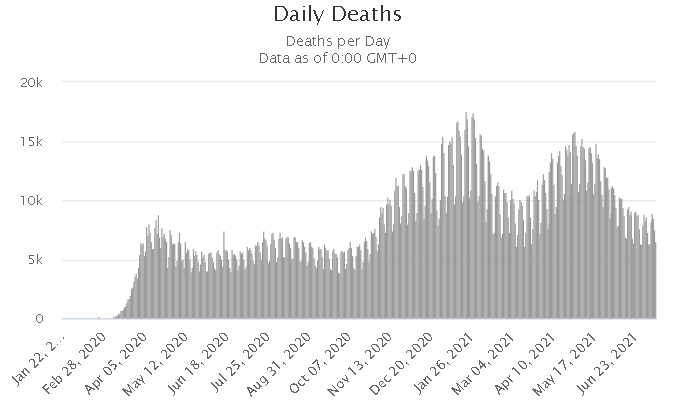 Daily Deaths
Deaths per Day
Data as of 0:00 GMT+0
20k
15k
10k
5k
0
Jan 22, 2...
Feb 28, 2020
Apr 05, 2020
May 12, 2020
Jun 18, 2020
Jul 25, 2020
Aug 31, 2020
Oct 07, 2020
Nov 13, 2020
Dec 20, 2020
Jan 26, 2021
Mar 04, 2021
Apr 10, 2021
May 17, 2021
Jun 23, 2021